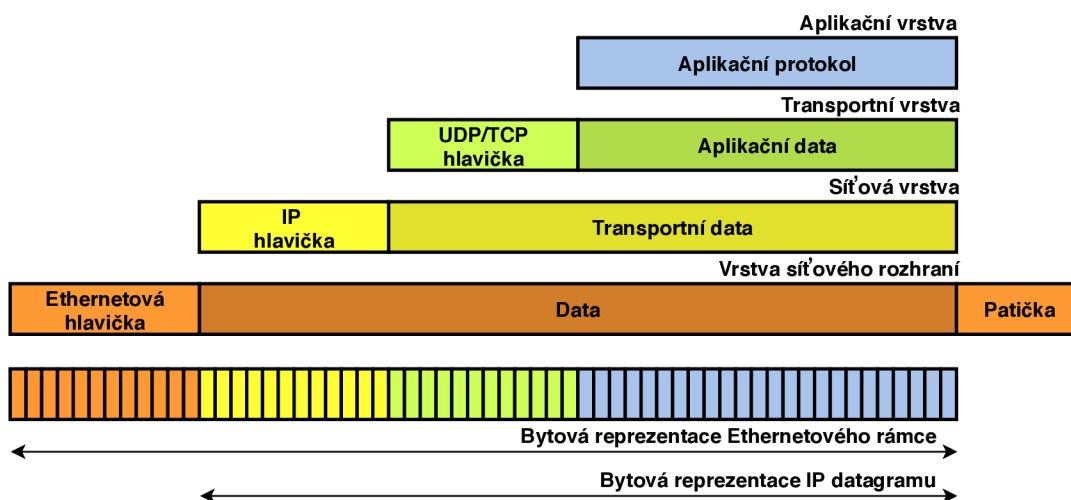 Aplikační vrstva
Aplikační protokol
Transportní vrstva
UDP/TCP
hlavička
Aplikační data
Síťová vrstva
IP
hlavička
Transportní data
Vrstva síťového rozhraní
Ethernetová
hlavička
Data
Patička
Bytová reprezentace Ethernetového rámce
Bytová reprezentace IP datagramu